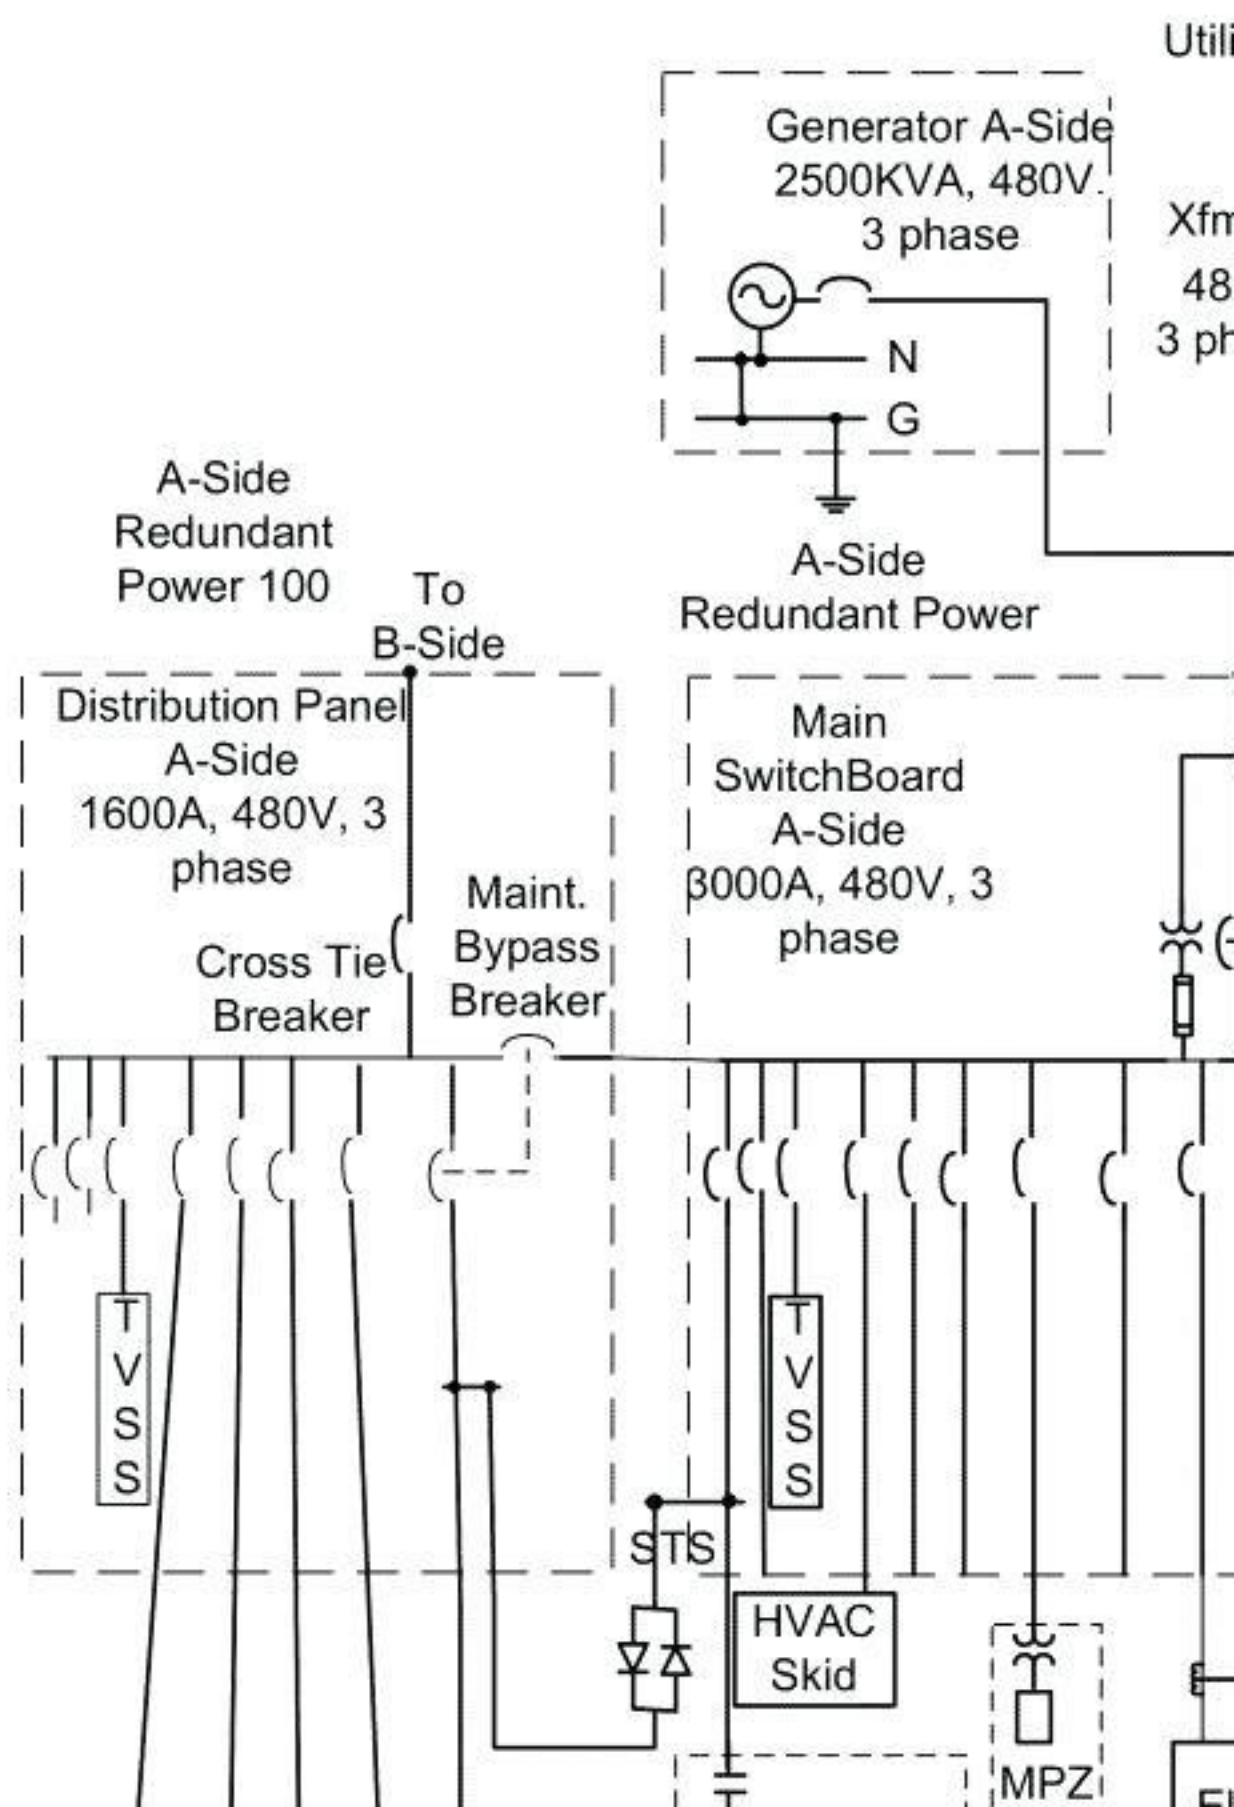 Utili
Generator A-Side
2500KVA, 480V
3 phase
Xfm
48
3 ph
N
G
A-Side
Redundant
Power 100
To
B-Side
A-Side
Redundant Power
Distribution Panel
A-Side
1600A, 480V, 3
phase
Main
SwitchBoard
A-Side
3000A, 480V, 3
phase
Maint.
Bypass
Breaker
Cross Tie
Breaker
T
V
S
S
T
V
S
S
STS
HVAC
Skid
MPZ